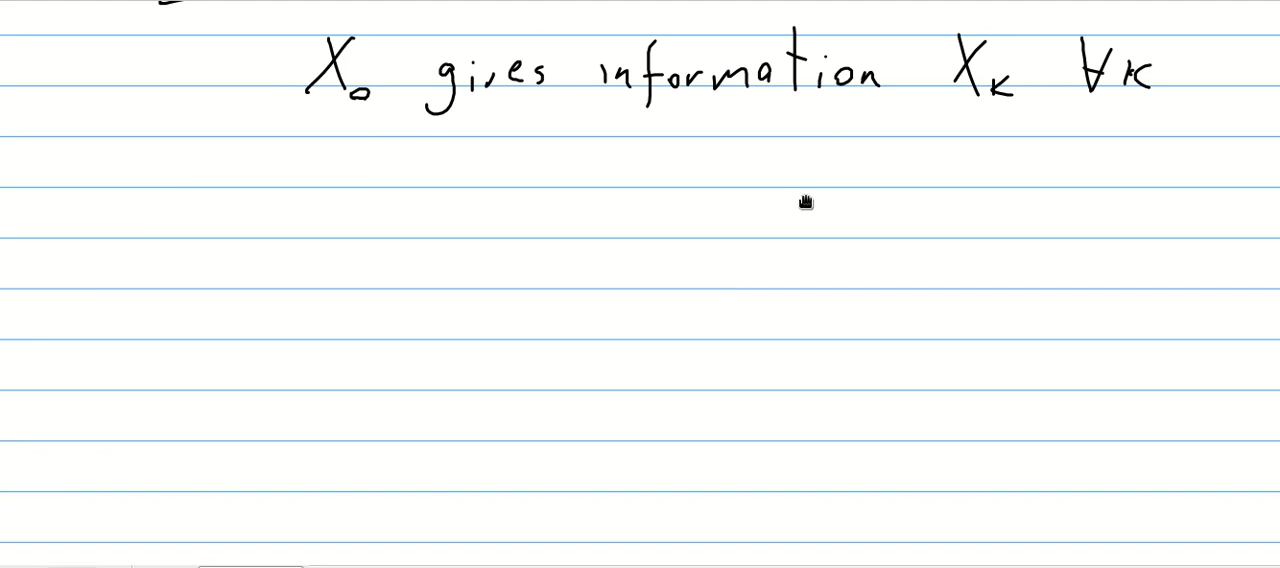 X₀ gives information Xₖ ∀k